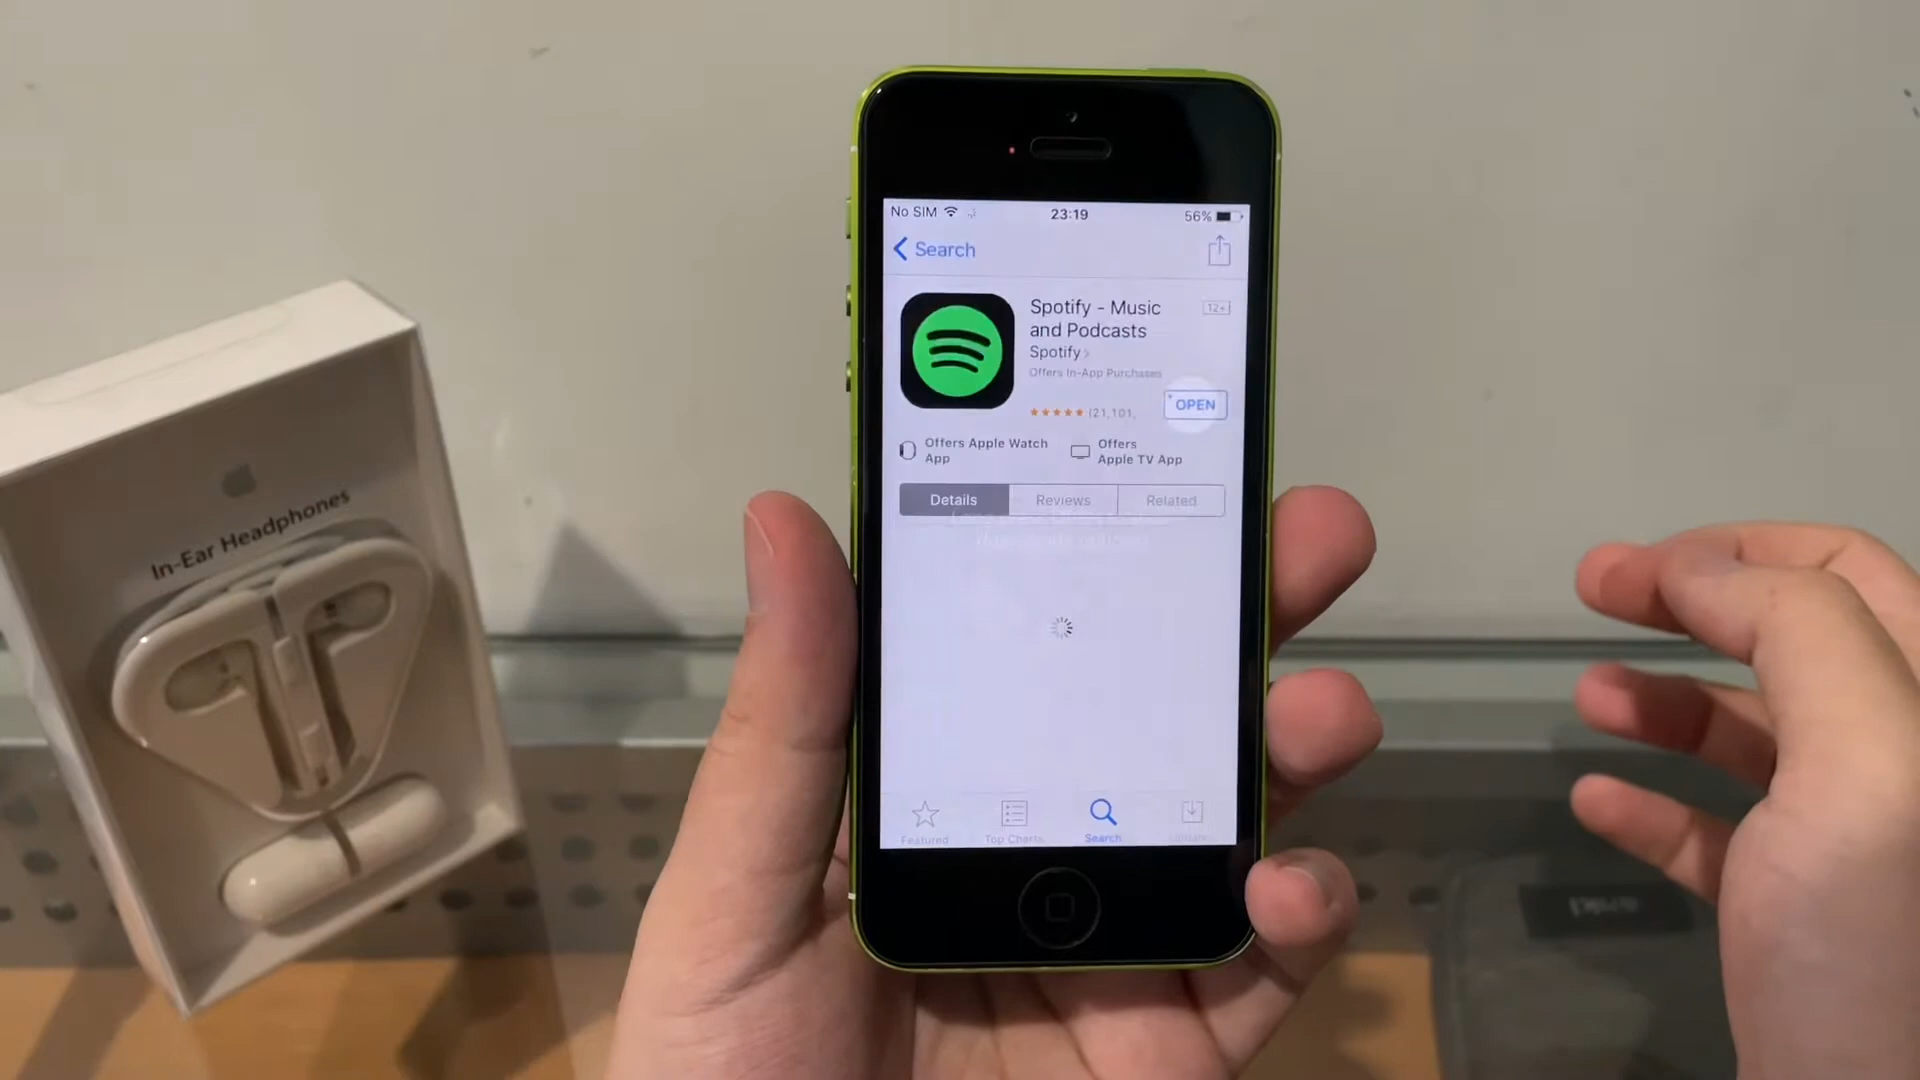 No SIM
23:19
56%
Search
Spotify - Music
and Podcasts
12+
Spotify
Offers In-App Purchases
(21,101,
OPEN
Offers Apple Watch
App
Offers
Apple TV App
Details
Reviews
Related
Featured
Top Charts
Search
Updates
In-Ear Headphones